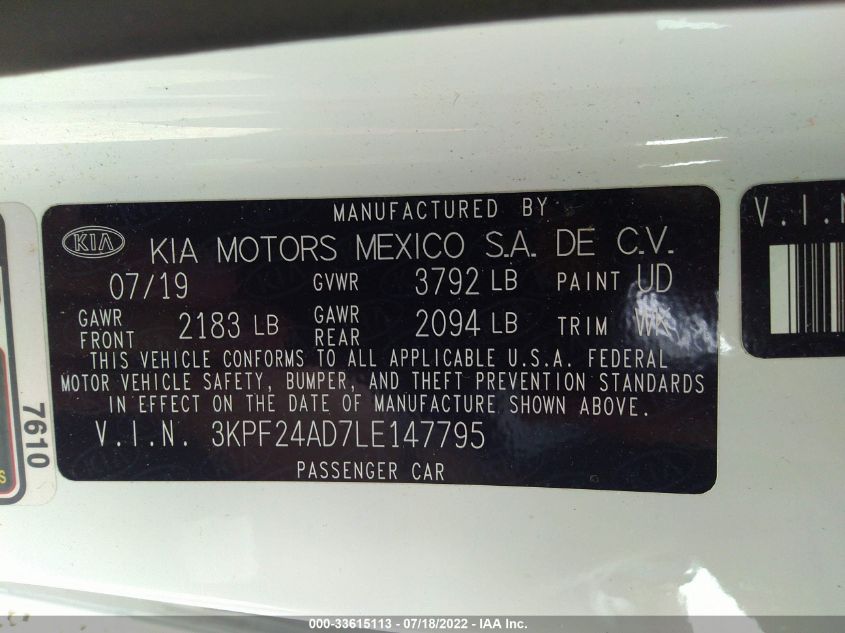 MANUFACTURED BY
KIA KIA MOTORS MEXICO S.A. DE C.V.
07/19 GVWR 3792 LB PAINT UD
GAWR FRONT 2183 LB GAWR REAR 2094 LB TRIM WK
THIS VEHICLE CONFORMS TO ALL APPLICABLE U.S.A. FEDERAL
MOTOR VEHICLE SAFETY, BUMPER, AND THEFT PREVENTION STANDARDS
IN EFFECT ON THE DATE OF MANUFACTURE SHOWN ABOVE.
V.I.N. 3KPF24AD7LE147795
PASSENGER CAR
7610
V.I.N
000-33615113 - 07/18/2022 - IAA Inc.